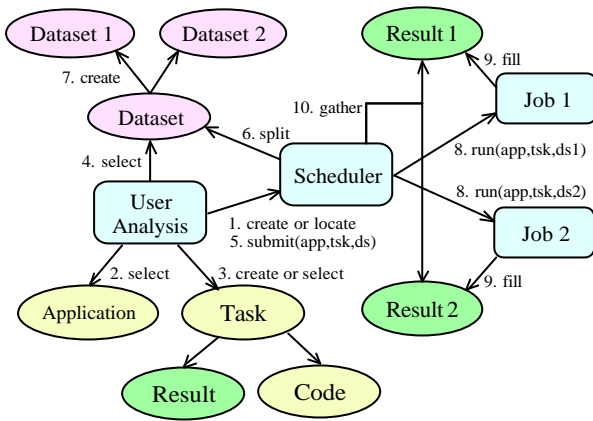 Dataset 1
Dataset 2
Result 1
9. fill
7. create
Job 1
10. gather
Dataset
6. split
8. run(app,tsk,ds1)
4. select
Scheduler
User
Analysis
8. run(app,tsk,ds2)
1. create or locate
5. submit(app,tsk,ds)
Job 2
2. select
3. create or select
9. fill
Application
Task
Result 2
Result
Code